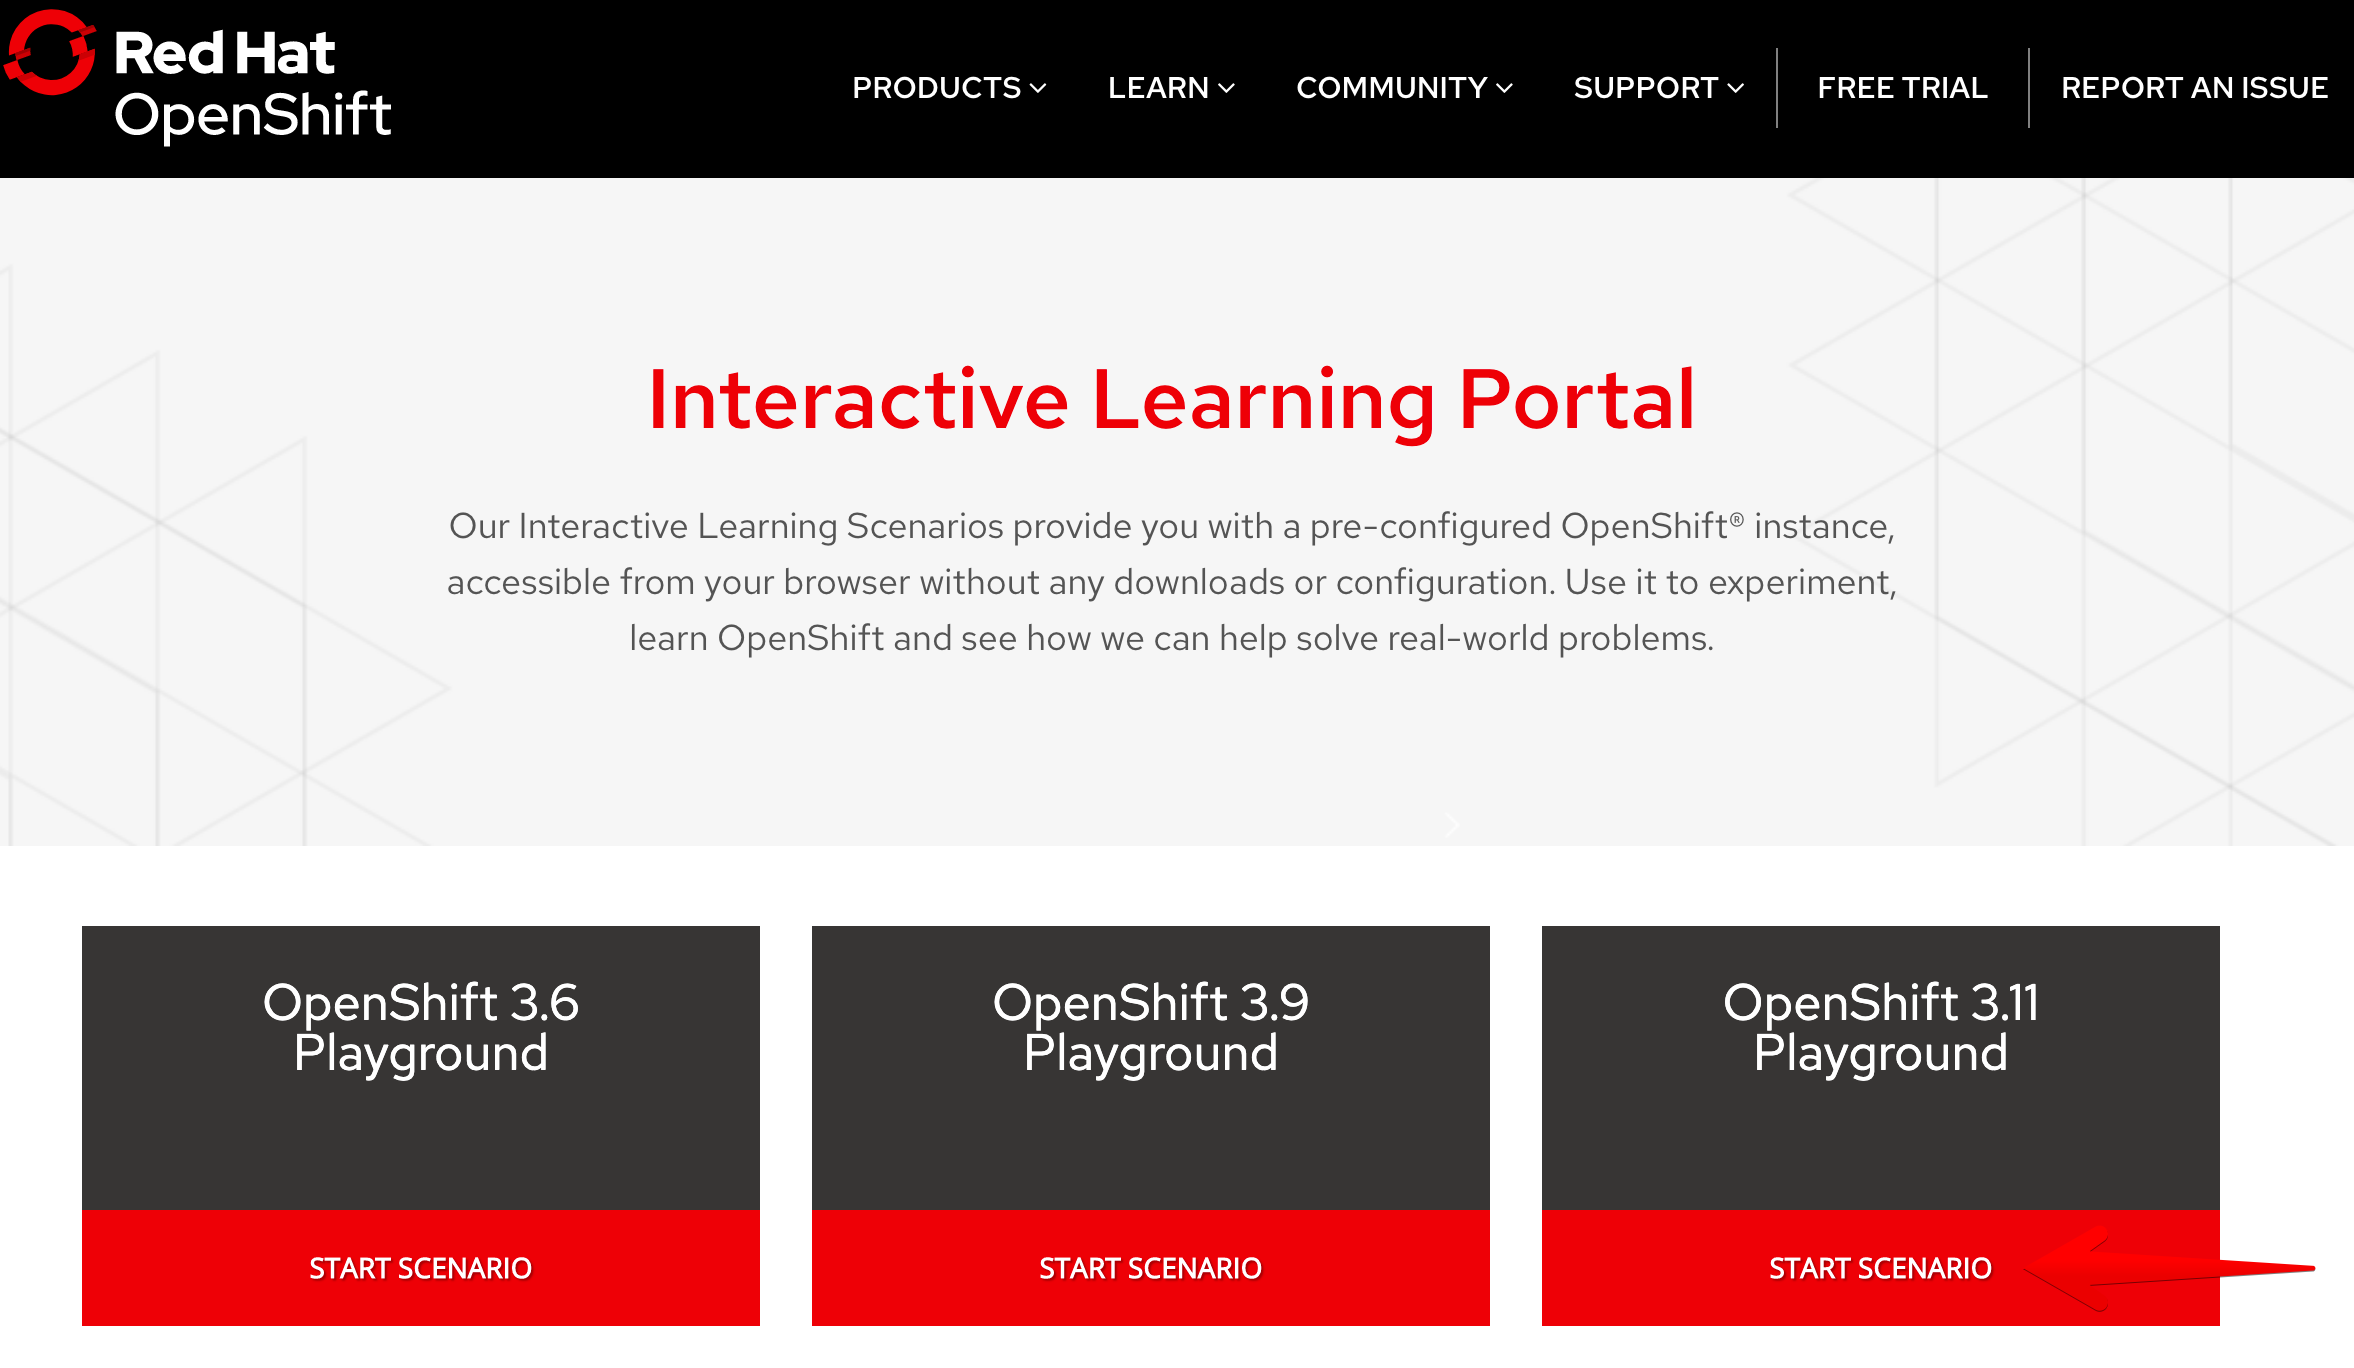 Red Hat
OpenShift
PRODUCTS
LEARN
COMMUNITY
SUPPORT
FREE TRIAL
REPORT AN ISSUE
Interactive Learning Portal
Our Interactive Learning Scenarios provide you with a pre-configured OpenShift® instance,
accessible from your browser without any downloads or configuration. Use it to experiment,
learn OpenShift and see how we can help solve real-world problems.
OpenShift 3.6
Playground
START SCENARIO
OpenShift 3.9
Playground
START SCENARIO
OpenShift 3.11
Playground
START SCENARIO